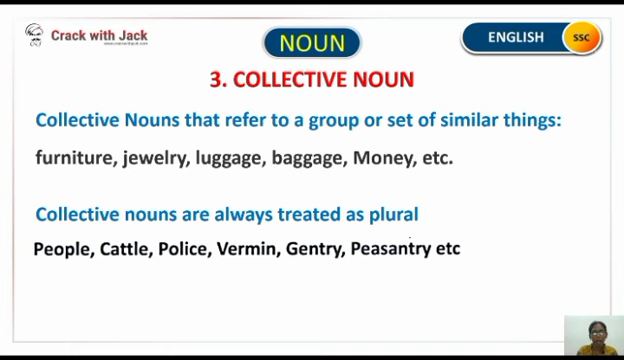 Crack with Jack
NOUN
ENGLISH
SSC
3. COLLECTIVE NOUN
Collective Nouns that refer to a group or set of similar things:
furniture, jewelry, luggage, baggage, Money, etc.
Collective nouns are always treated as plural
People, Cattle, Police, Vermin, Gentry, Peasantry etc